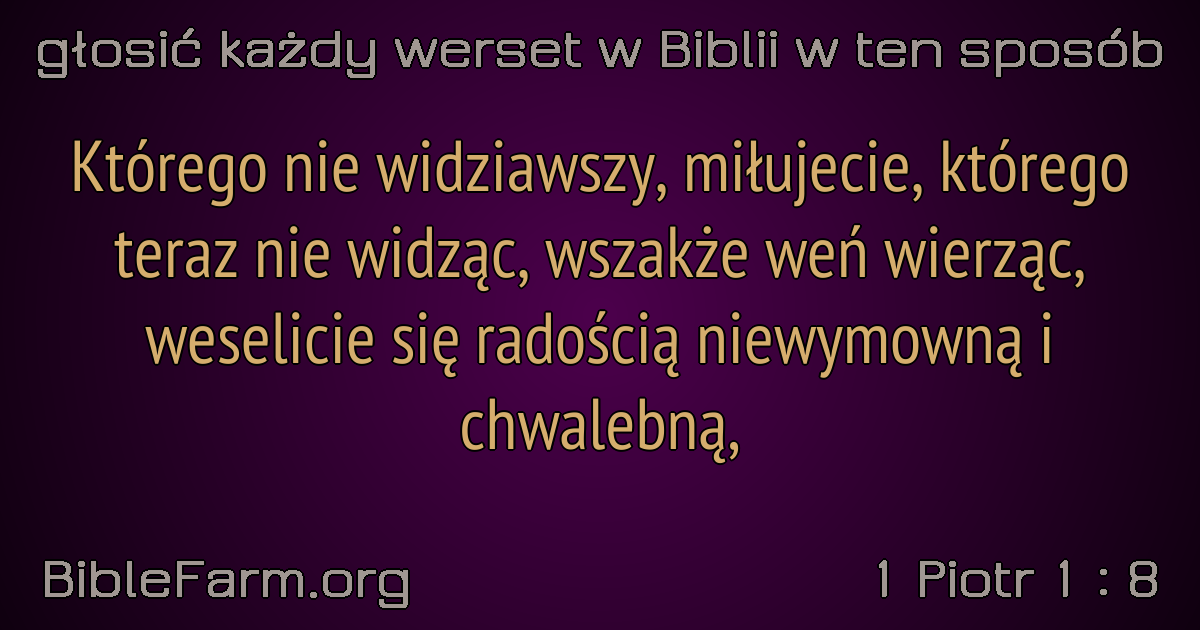 głosić każdy werset w Biblii w ten sposób
Którego nie widziawszy, miłujecie, którego
teraz nie widząc, wszakże weń wierząc,
weselicie się radością niewymowną i
chwalebną,
BibleFarm.org
1 Piotr 1 : 8